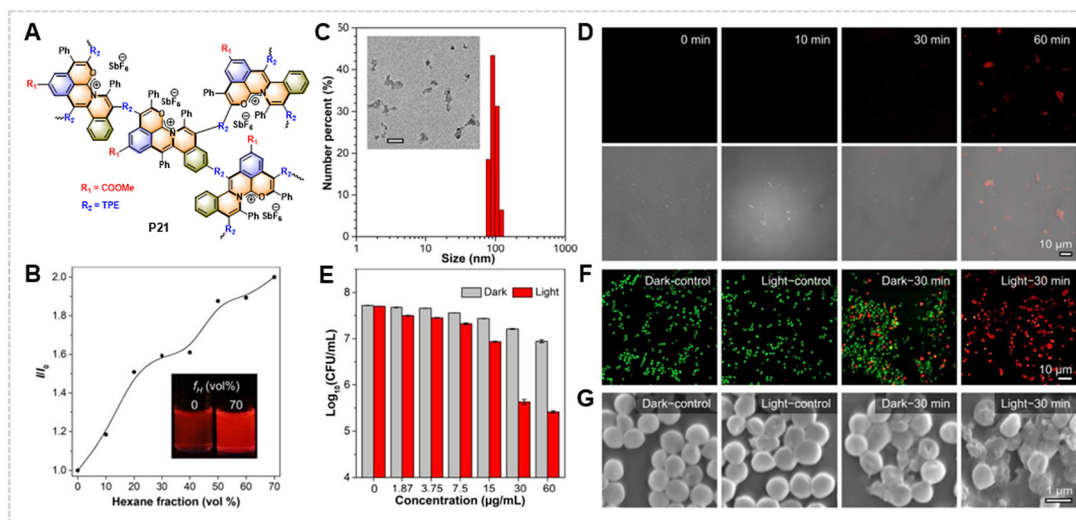 A
Ph
R2
SbF6 ⊖
R1
O
N
⊕
Ph
R2
Ph
R1
Ph
R2
SbF6 ⊖
Ph
N
O
⊕
R2
SbF6 ⊖
Ph
R2
R1
Ph
R1
R2
R2
Ph
N
O
⊕
Ph
SbF6 ⊖
Ph
R2
R1 = COOMe
R2 = TPE
P21
B
I/I0
2.0
1.8
1.6
1.4
1.2
1.0
fH (vol%)
0 70
0 10 20 30 40 50 60 70
Hexane fraction (vol %)
C
Number percent (%)
50
40
30
20
10
0
1 10 100 1000
Size (nm)
D
0 min
10 min
30 min
60 min
10 µm
E
Dark
Light
Log10(CFU/mL)
8
7
6
5
4
0 1.87 3.75 7.5 15 30 60
Concentration (µg/mL)
F
Dark-control
Light-control
Dark-30 min
Light-30 min
10 µm
G
Dark-control
Light-control
Dark-30 min
Light-30 min
1 µm